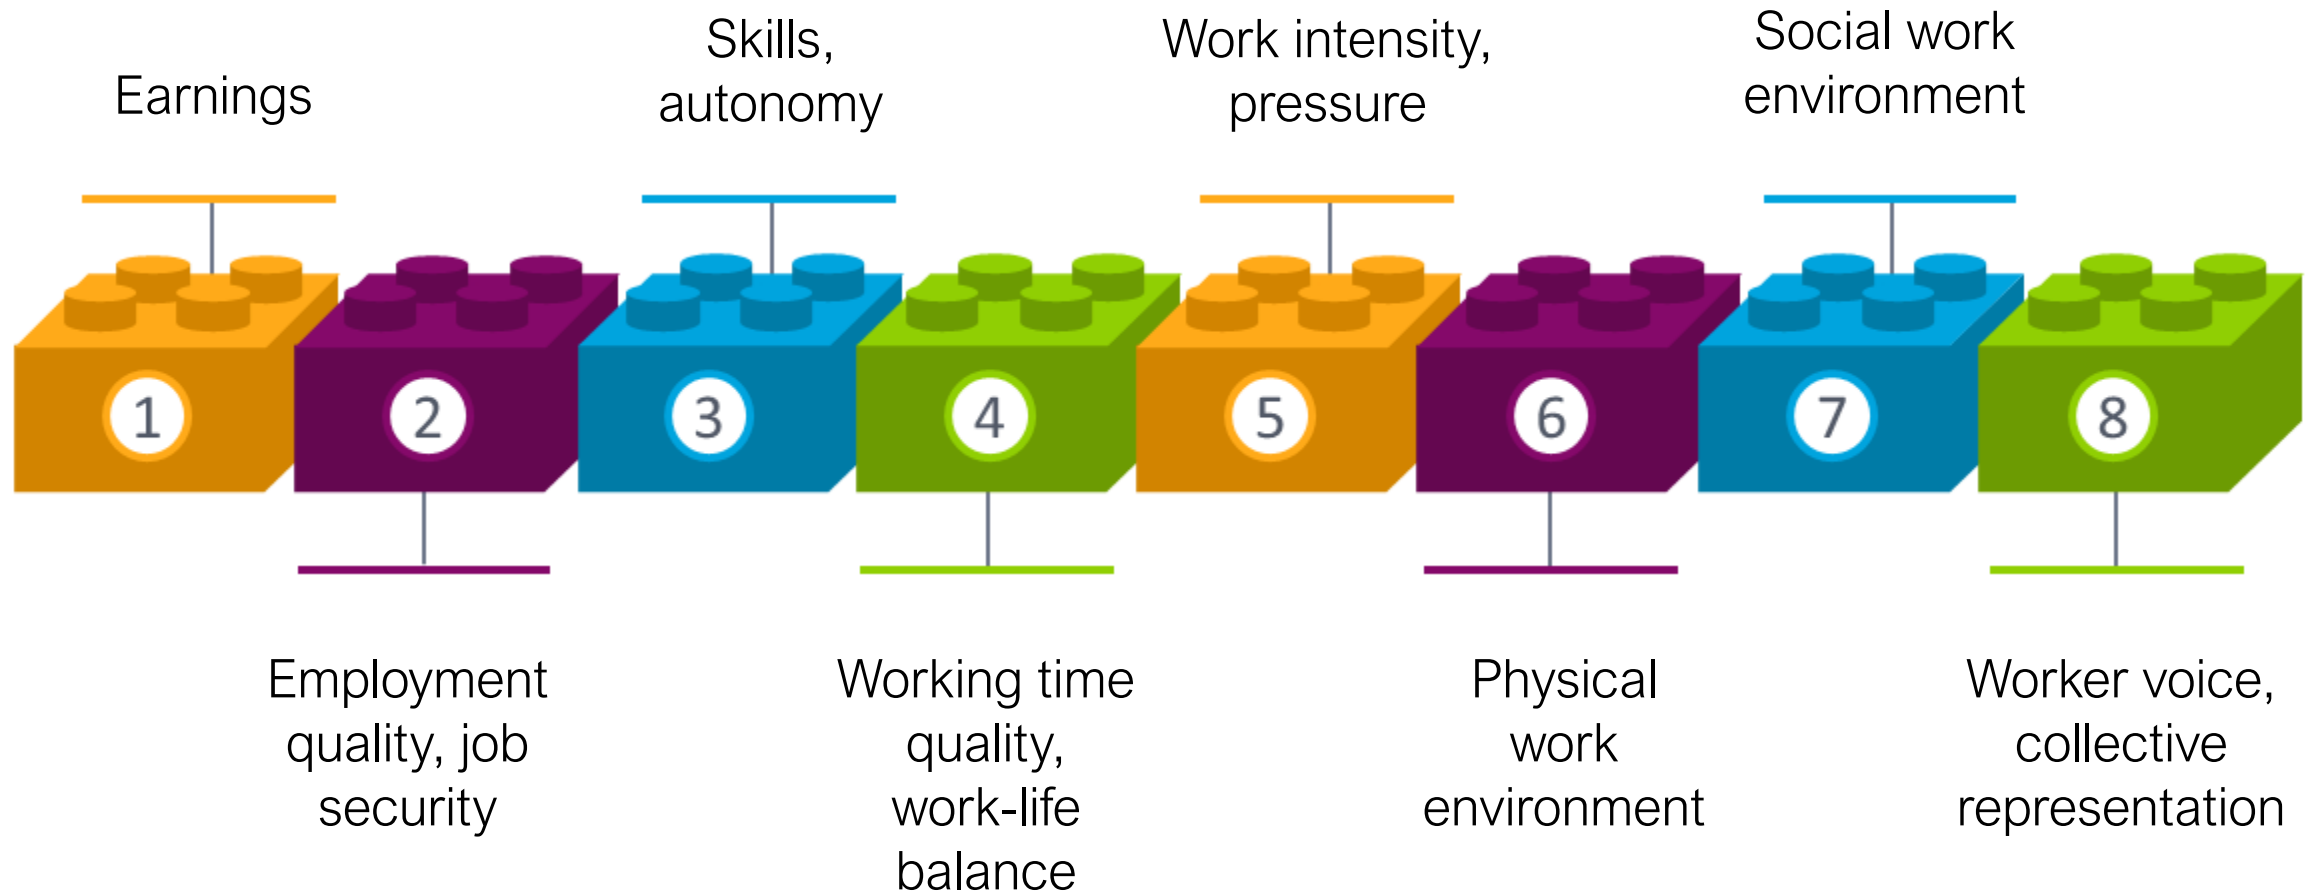 Earnings
Skills,
autonomy
Work intensity,
pressure
Social work
environment
1
2
3
4
5
6
7
8
Employment
quality, job
security
Working time
quality,
work-life
balance
Physical
work
environment
Worker voice,
collective
representation